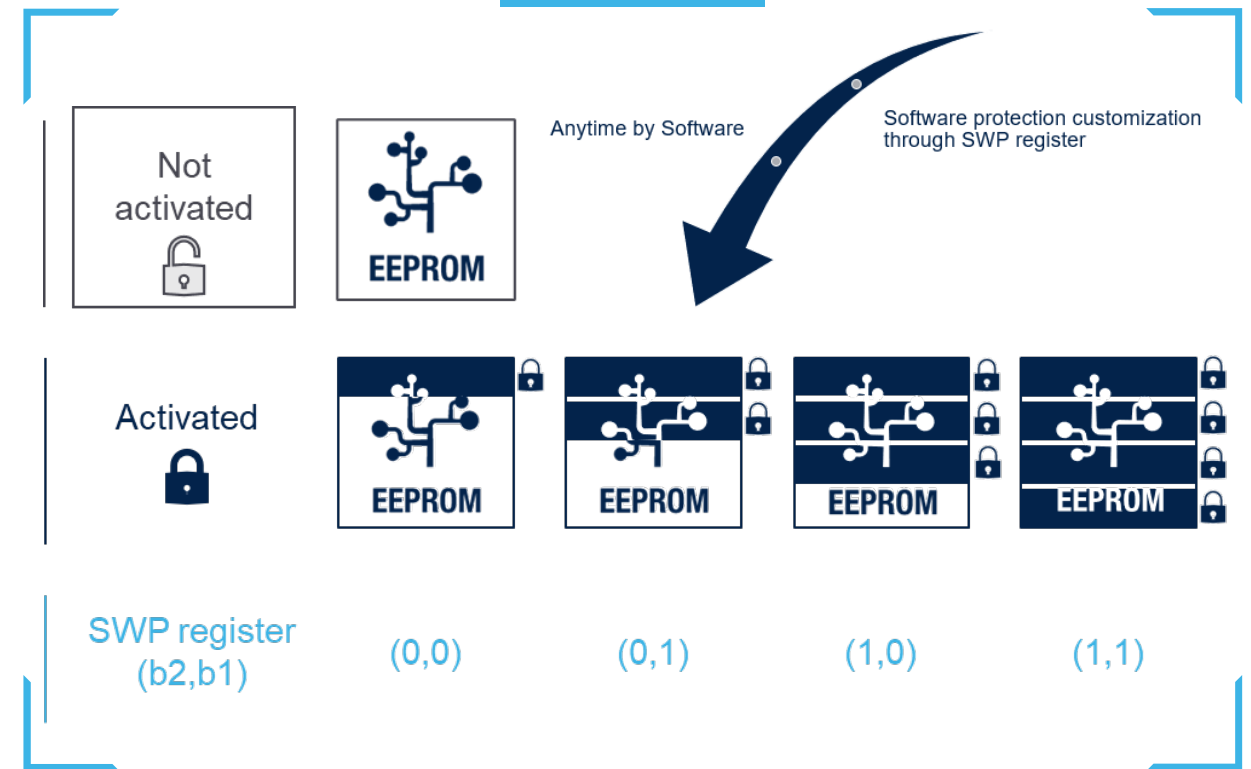 Not
activated
EEPROM
Anytime by Software
Software protection customization
through SWP register
Activated
EEPROM
EEPROM
EEPROM
EEPROM
SWP register
(b2,b1)
(0,0)
(0,1)
(1,0)
(1,1)